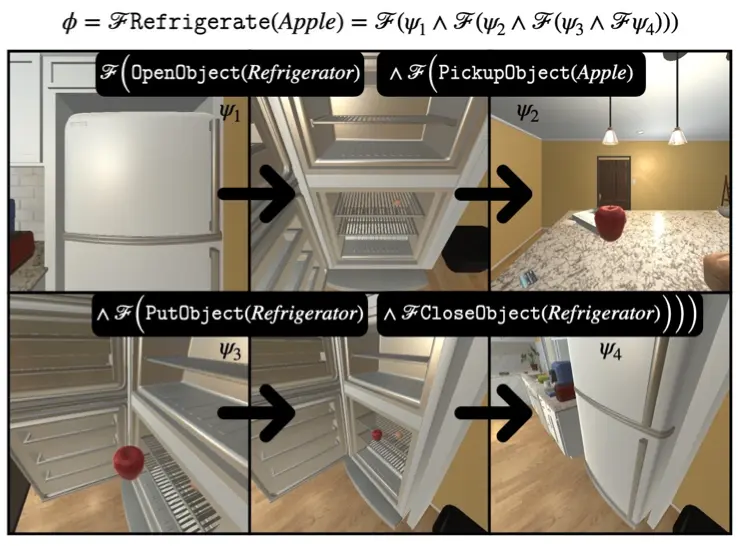 ϕ = ℱRefrigerate(Apple) = ℱ(ψ₁ ∧ ℱ(ψ₂ ∧ ℱ(ψ₃ ∧ ℱψ₄)))
ℱ(OpenObject(Refrigerator) ∧ ℱ(PickupObject(Apple)
ψ₁ ψ₂
∧ ℱ(PutObject(Refrigerator) ∧ ℱCloseObject(Refrigerator))))
ψ₃ ψ₄